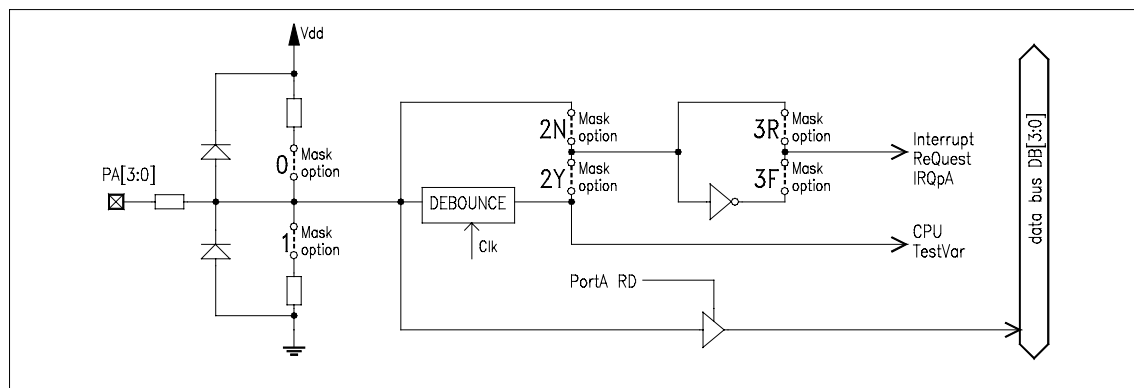 Vdd
PA[3:0]
0
Mask
option
1
Mask
option
DEBOUNCE
Clk
2N
Mask
option
2Y
Mask
option
3R
Mask
option
3F
Mask
option
Interrupt
ReQuest
IRQpA
CPU
TestVar
PortA RD
data bus DB[3:0]